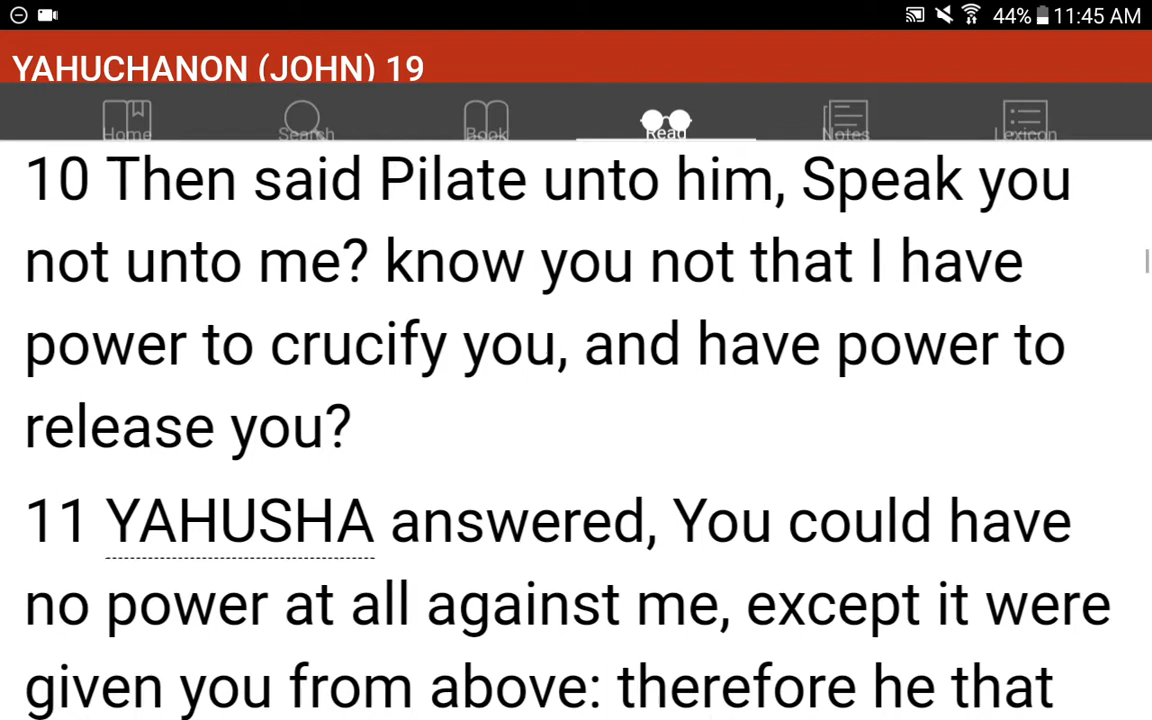 44% 11:45 AM
YAHUCHANON (JOHN) 19
Home Search Book Read Notes Lexicon
10 Then said Pilate unto him, Speak you
not unto me? know you not that I have
power to crucify you, and have power to
release you?
11 YAHUSHA answered, You could have
no power at all against me, except it were
given you from above: therefore he that